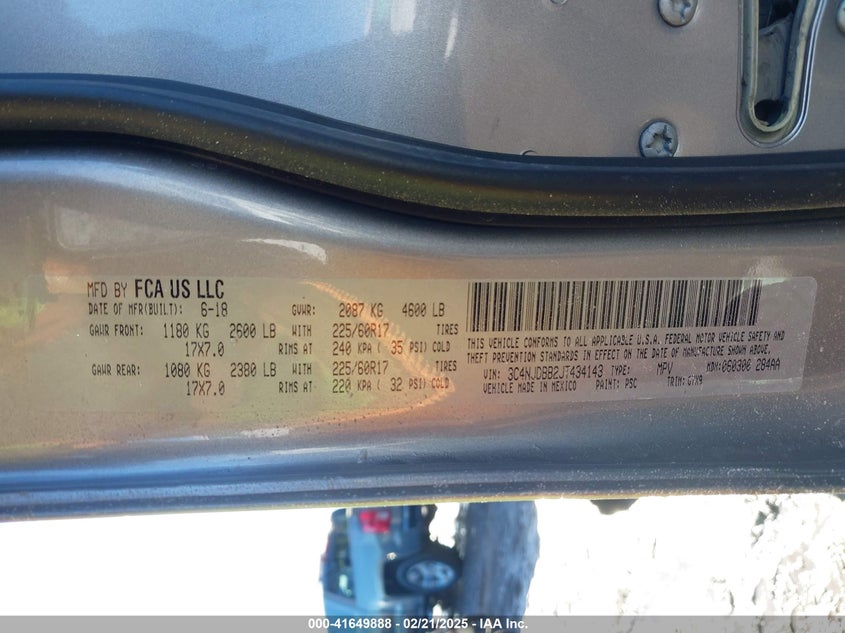 MFD BY FCA US LLC
DATE OF MFR(BUILT): 6-18 GVWR: 2087 KG 4600 LB
GAWR FRONT: 1180 KG 2600 LB WITH 225/60R17 TIRES
17X7.0 RIMS AT 240 KPA ( 35 PSI) COLD
GAWR REAR: 1080 KG 2380 LB WITH 225/60R17 TIRES
17X7.0 RIMS AT 220 KPA ( 32 PSI) COLD
THIS VEHICLE CONFORMS TO ALL APPLICABLE U.S.A. FEDERAL MOTOR VEHICLE SAFETY AND
THEFT PREVENTION STANDARDS IN EFFECT ON THE DATE OF MANUFACTURE SHOWN ABOVE.
VIN: 3C4NJDBB2JT434143 TYPE: MPV MDH: 060306 284AA
VEHICLE MADE IN MEXICO PAINT: PSC TRIM:
000-41649888 - 02/21/2025 - IAA Inc.